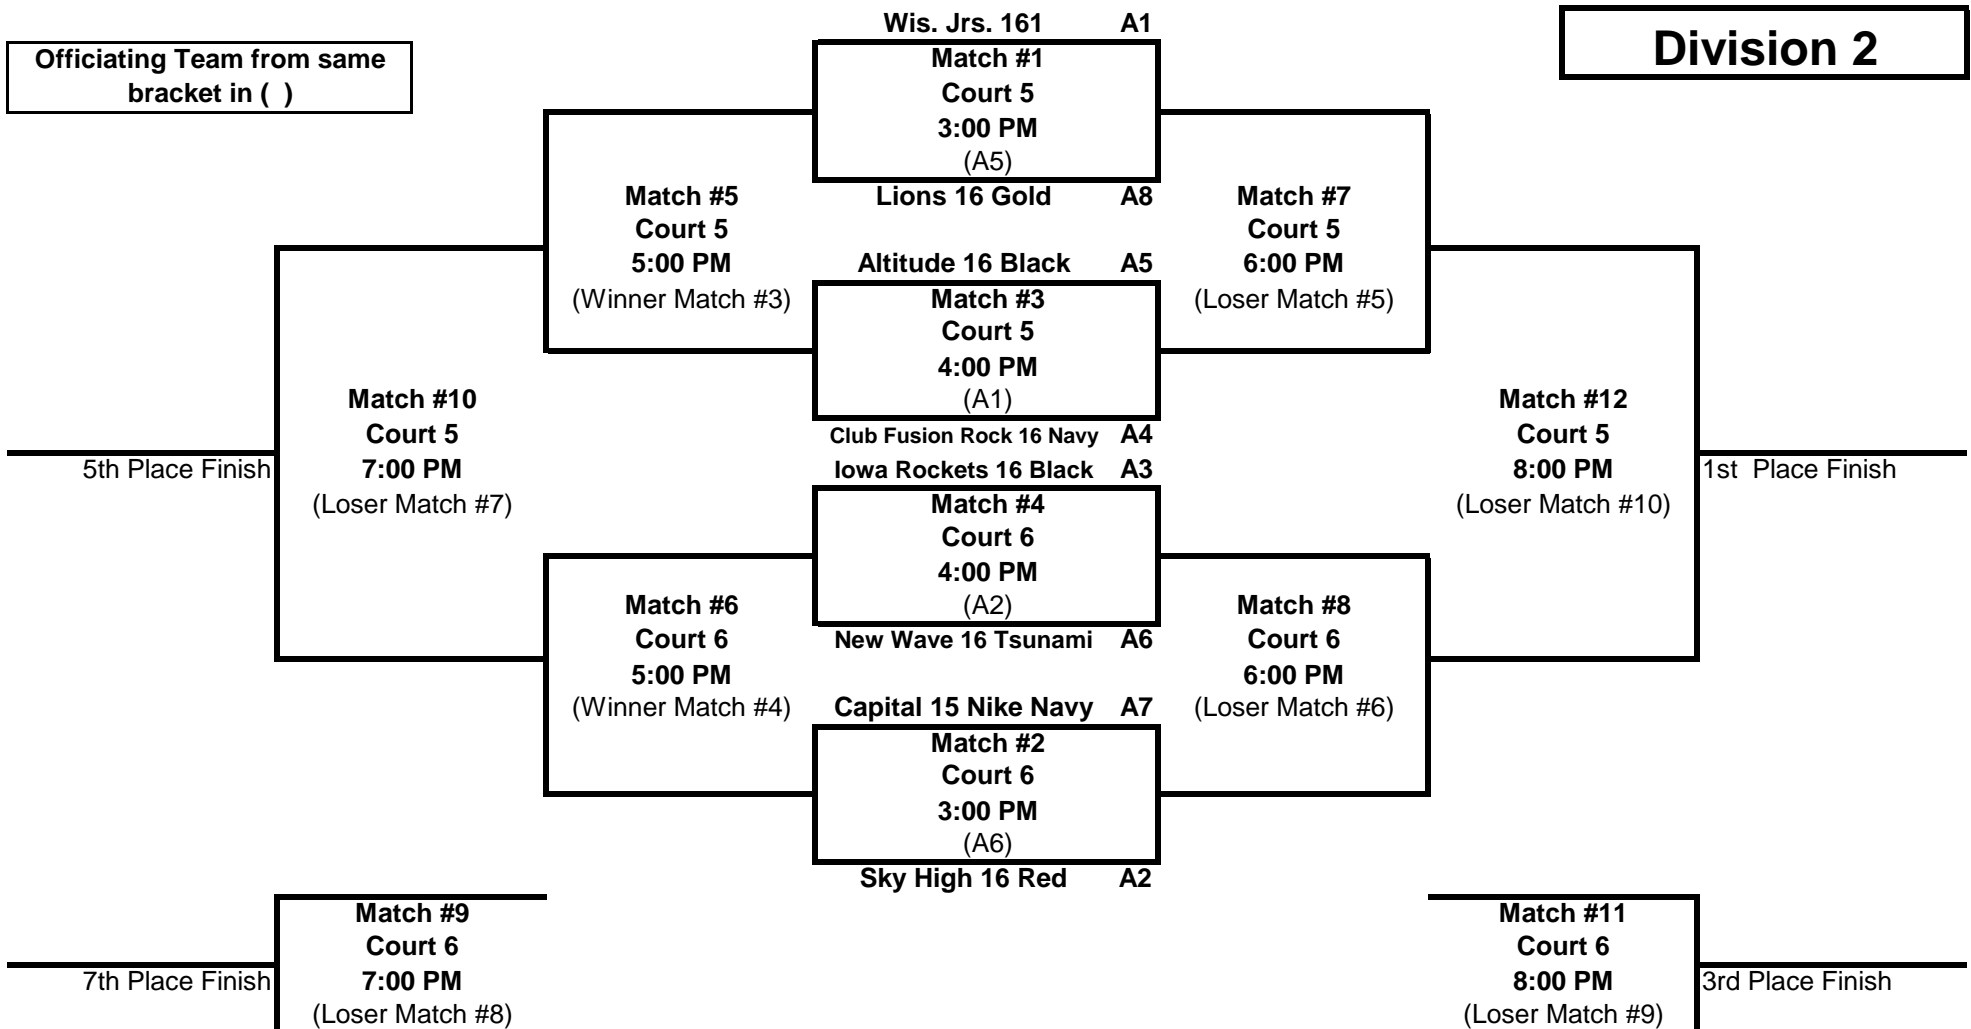 Officiating Team from same
bracket in (  )
Division 2
Wis. Jrs. 161 A1
Match #1
Court 5
3:00 PM
(A5)
Lions 16 Gold A8
Match #5
Court 5
5:00 PM
(Winner Match #3)
Match #7
Court 5
6:00 PM
(Loser Match #5)
Altitude 16 Black A5
Match #3
Court 5
4:00 PM
(A1)
Club Fusion Rock 16 Navy A4
Match #10
Court 5
7:00 PM
(Loser Match #7)
5th Place Finish
Match #12
Court 5
8:00 PM
(Loser Match #10)
1st  Place Finish
Iowa Rockets 16 Black A3
Match #4
Court 6
4:00 PM
(A2)
New Wave 16 Tsunami A6
Match #6
Court 6
5:00 PM
(Winner Match #4)
Match #8
Court 6
6:00 PM
(Loser Match #6)
Capital 15 Nike Navy A7
Match #2
Court 6
3:00 PM
(A6)
Sky High 16 Red A2
Match #9
Court 6
7:00 PM
(Loser Match #8)
7th Place Finish
Match #11
Court 6
8:00 PM
(Loser Match #9)
3rd Place Finish